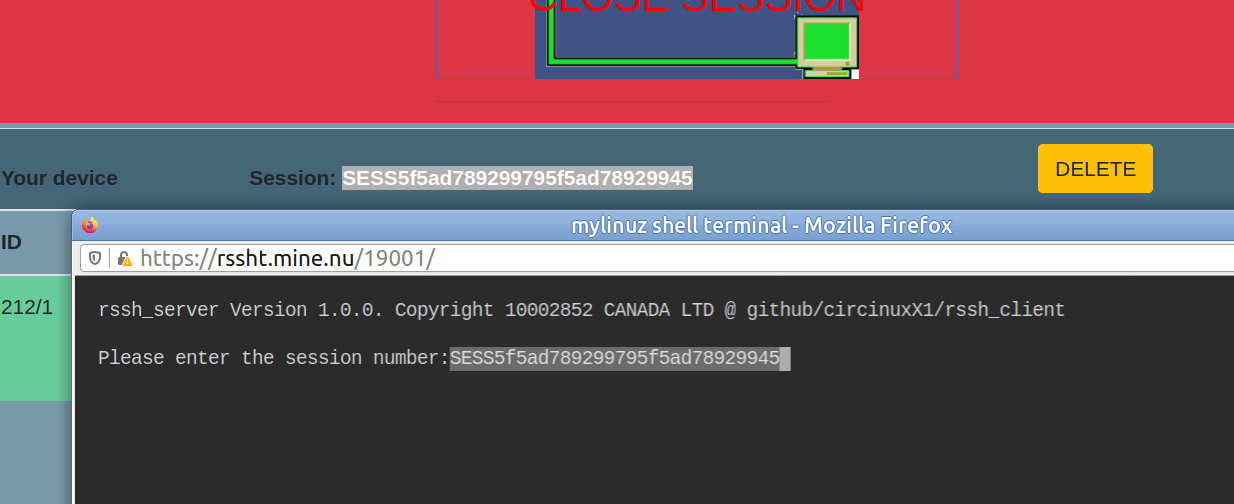 CLOSE SESSION
Your device Session: SESS5f5ad789299795f5ad78929945 DELETE
ID
212/1
mylinuz shell terminal - Mozilla Firefox
https://rssht.mine.nu/19001/
rssh_server Version 1.0.0. Copyright 10002852 CANADA LTD @ github/circinuxX1/rssh_client
Please enter the session number:SESS5f5ad789299795f5ad78929945